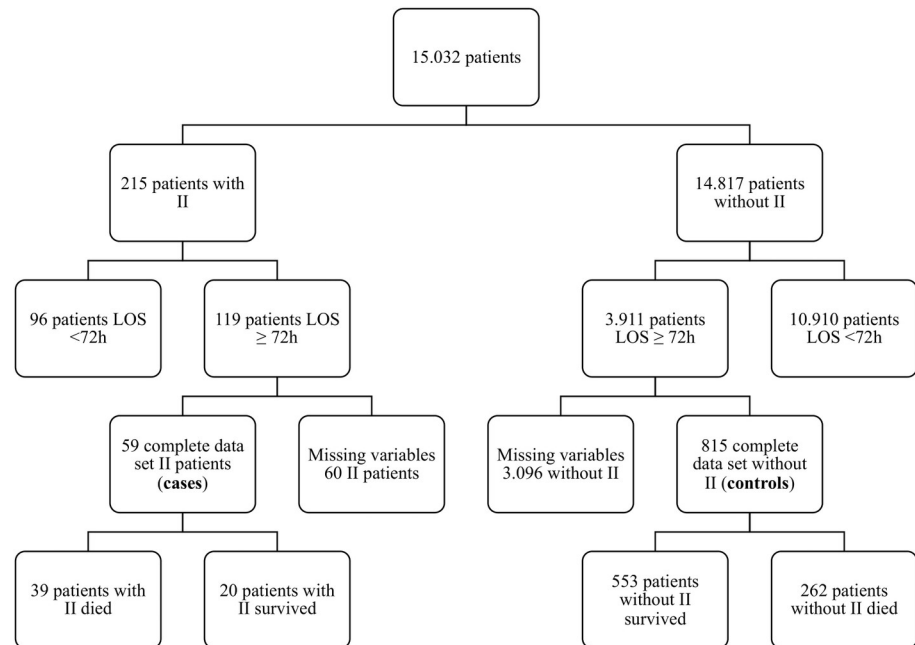 15.032 patients
215 patients with
II
14.817 patients
without II
96 patients LOS
<72h
119 patients LOS
≥ 72h
3.911 patients
LOS ≥ 72h
10.910 patients
LOS <72h
59 complete data
set II patients
(cases)
Missing variables
60 II patients
Missing variables
3.096 without II
815 complete
data set without
II (controls)
39 patients with
II died
20 patients with
II survived
553 patients
without II
survived
262 patients
without II died